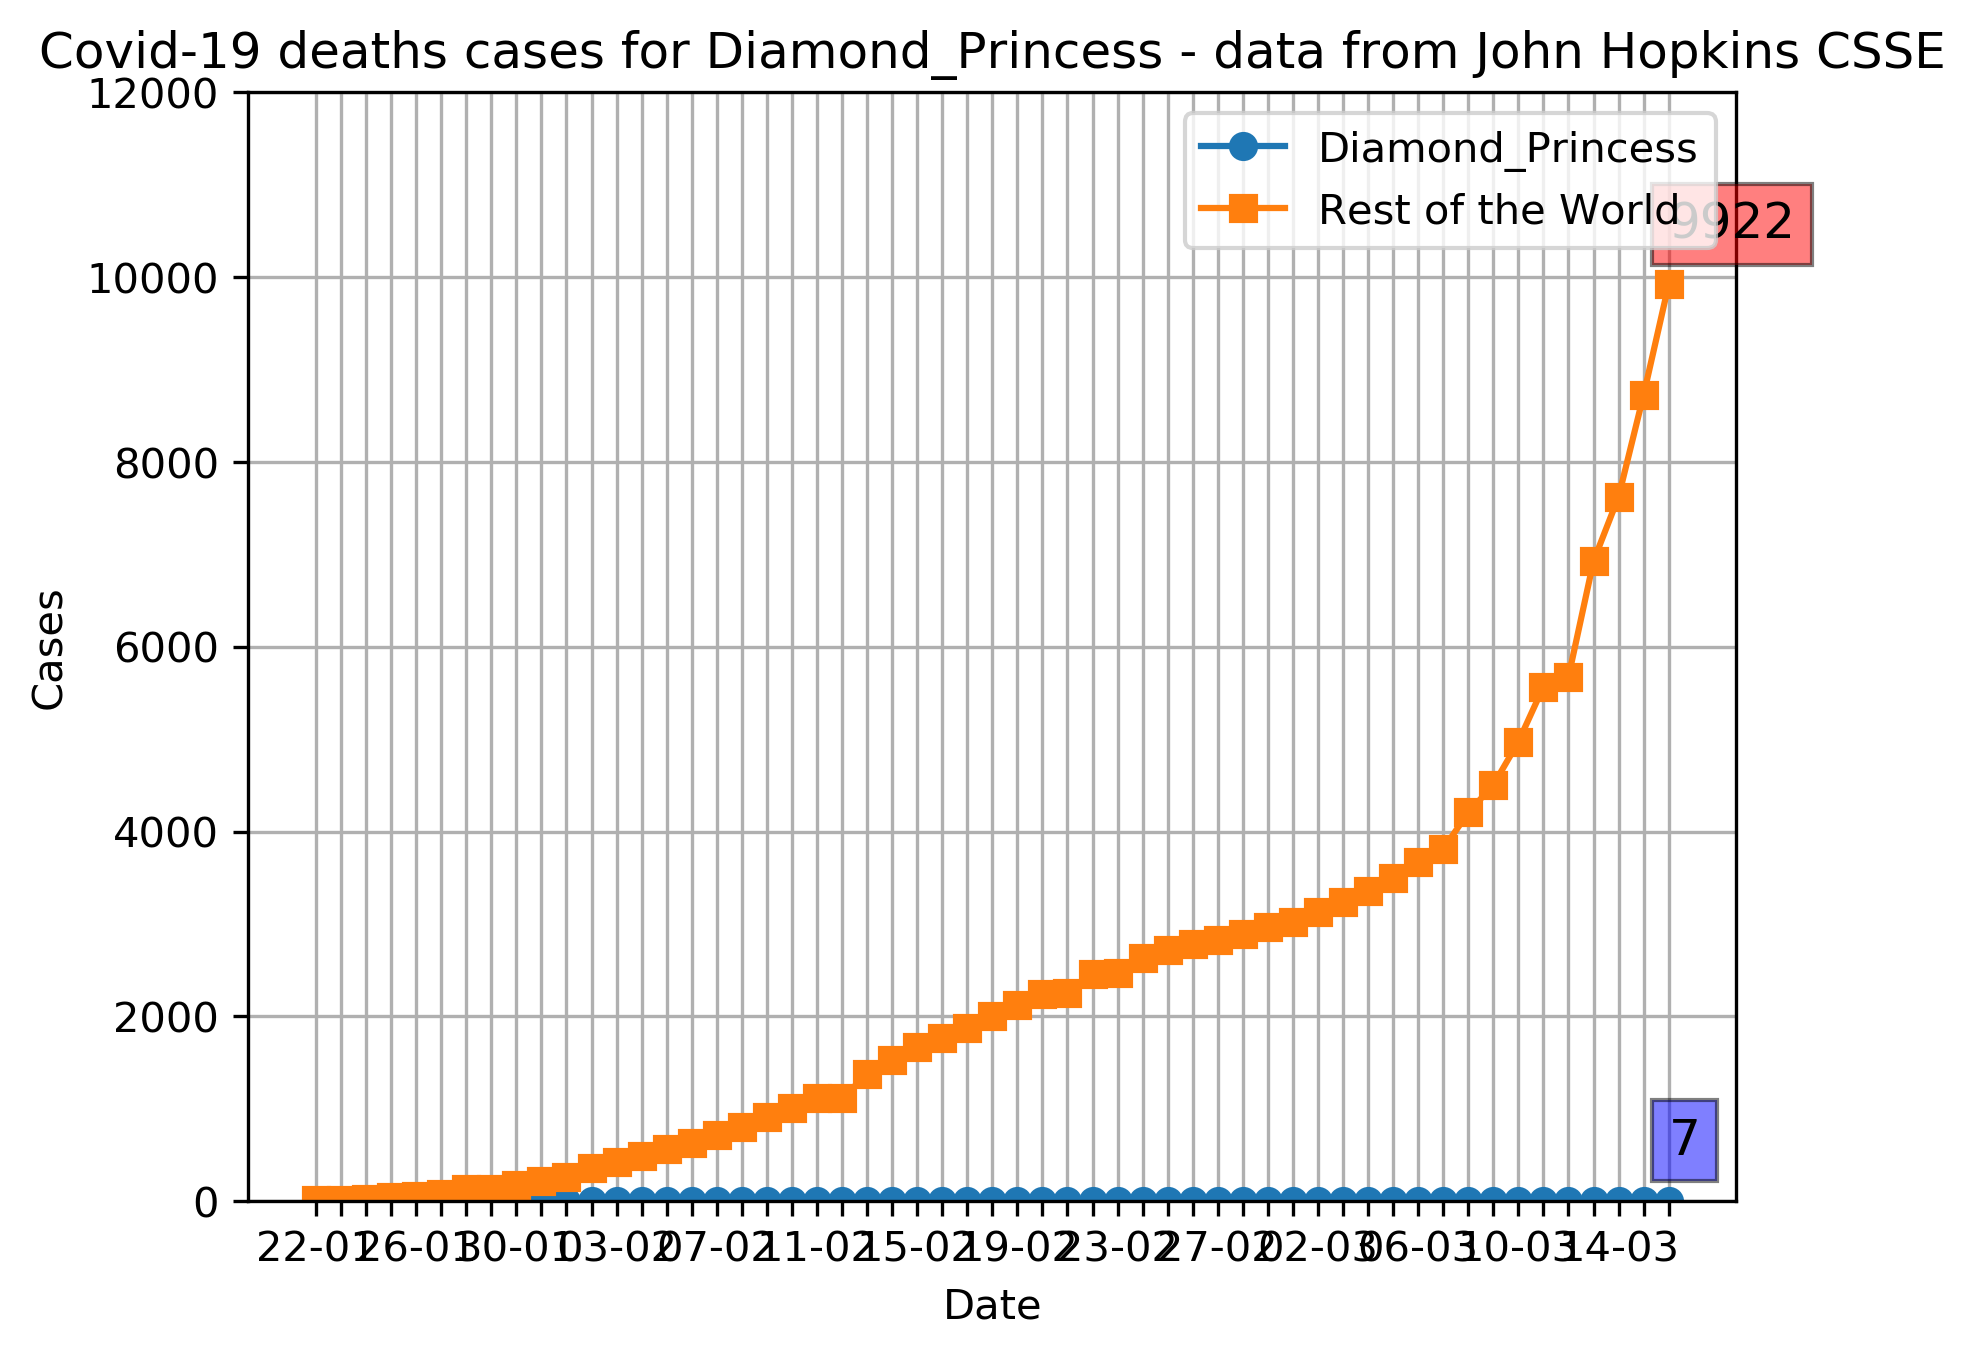 Covid-19 deaths cases for Diamond_Princess - data from John Hopkins CSSE
12000
10000
8000
6000
4000
2000
0
Cases
Diamond_Princess
Rest of the World
9922
7
22-01 26-01 30-01 03-02 07-02 11-02 15-02 19-02 23-02 27-02 02-03 06-03 10-03 14-03
Date